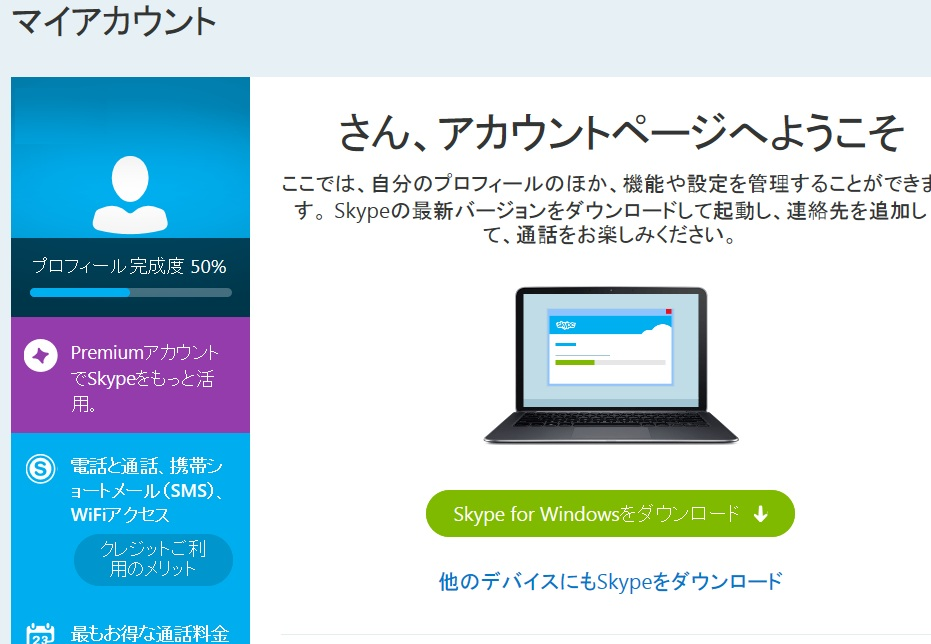 マイアカウント
さん、アカウントページへようこそ
ここでは、自分のプロフィールのほか、機能や設定を管理することができま
す。Skypeの最新バージョンをダウンロードして起動し、連絡先を追加し
て、通話をお楽しみください。
プロフィール完成度 50%
Premiumアカウント
でSkypeをもっと活
用。
電話と通話、携帯シ
ョートメール(SMS)、
WiFiアクセス
クレジットご利
用のメリット
最もお得な通話料金
23
skype
Skype for Windowsをダウンロード
他のデバイスにもSkypeをダウンロード